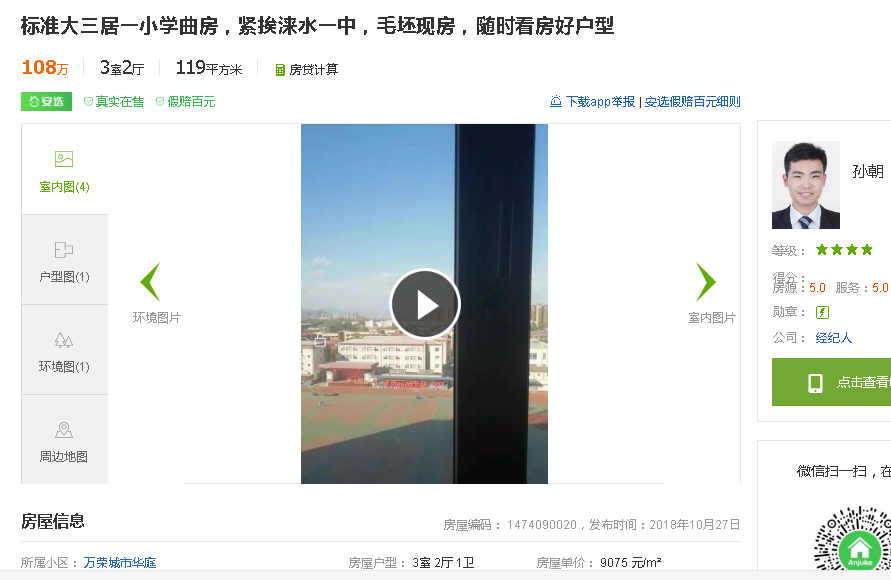 标准大三居一小学曲房，紧挨涞水一中，毛坯现房，随时看房好户型
108万 3室2厅 119平方米 房贷计算
安选 真实在售 假赔百元 下载app举报 | 安选假赔百元细则
室内图(4)
户型图(1)
环境图(1)
周边地图
环境图片
室内图片
孙朝
等级：
得分：
房源：5.0 服务：5.0
勋章：
公司： 经纪人
点击查看
微信扫一扫，在
Anjuke
房屋信息
房屋编码： 1474090020，发布时间：2018年10月27日
所属小区： 万荣城市华庭 房屋户型： 3室 2厅 1卫 房屋单价： 9075 元/m²